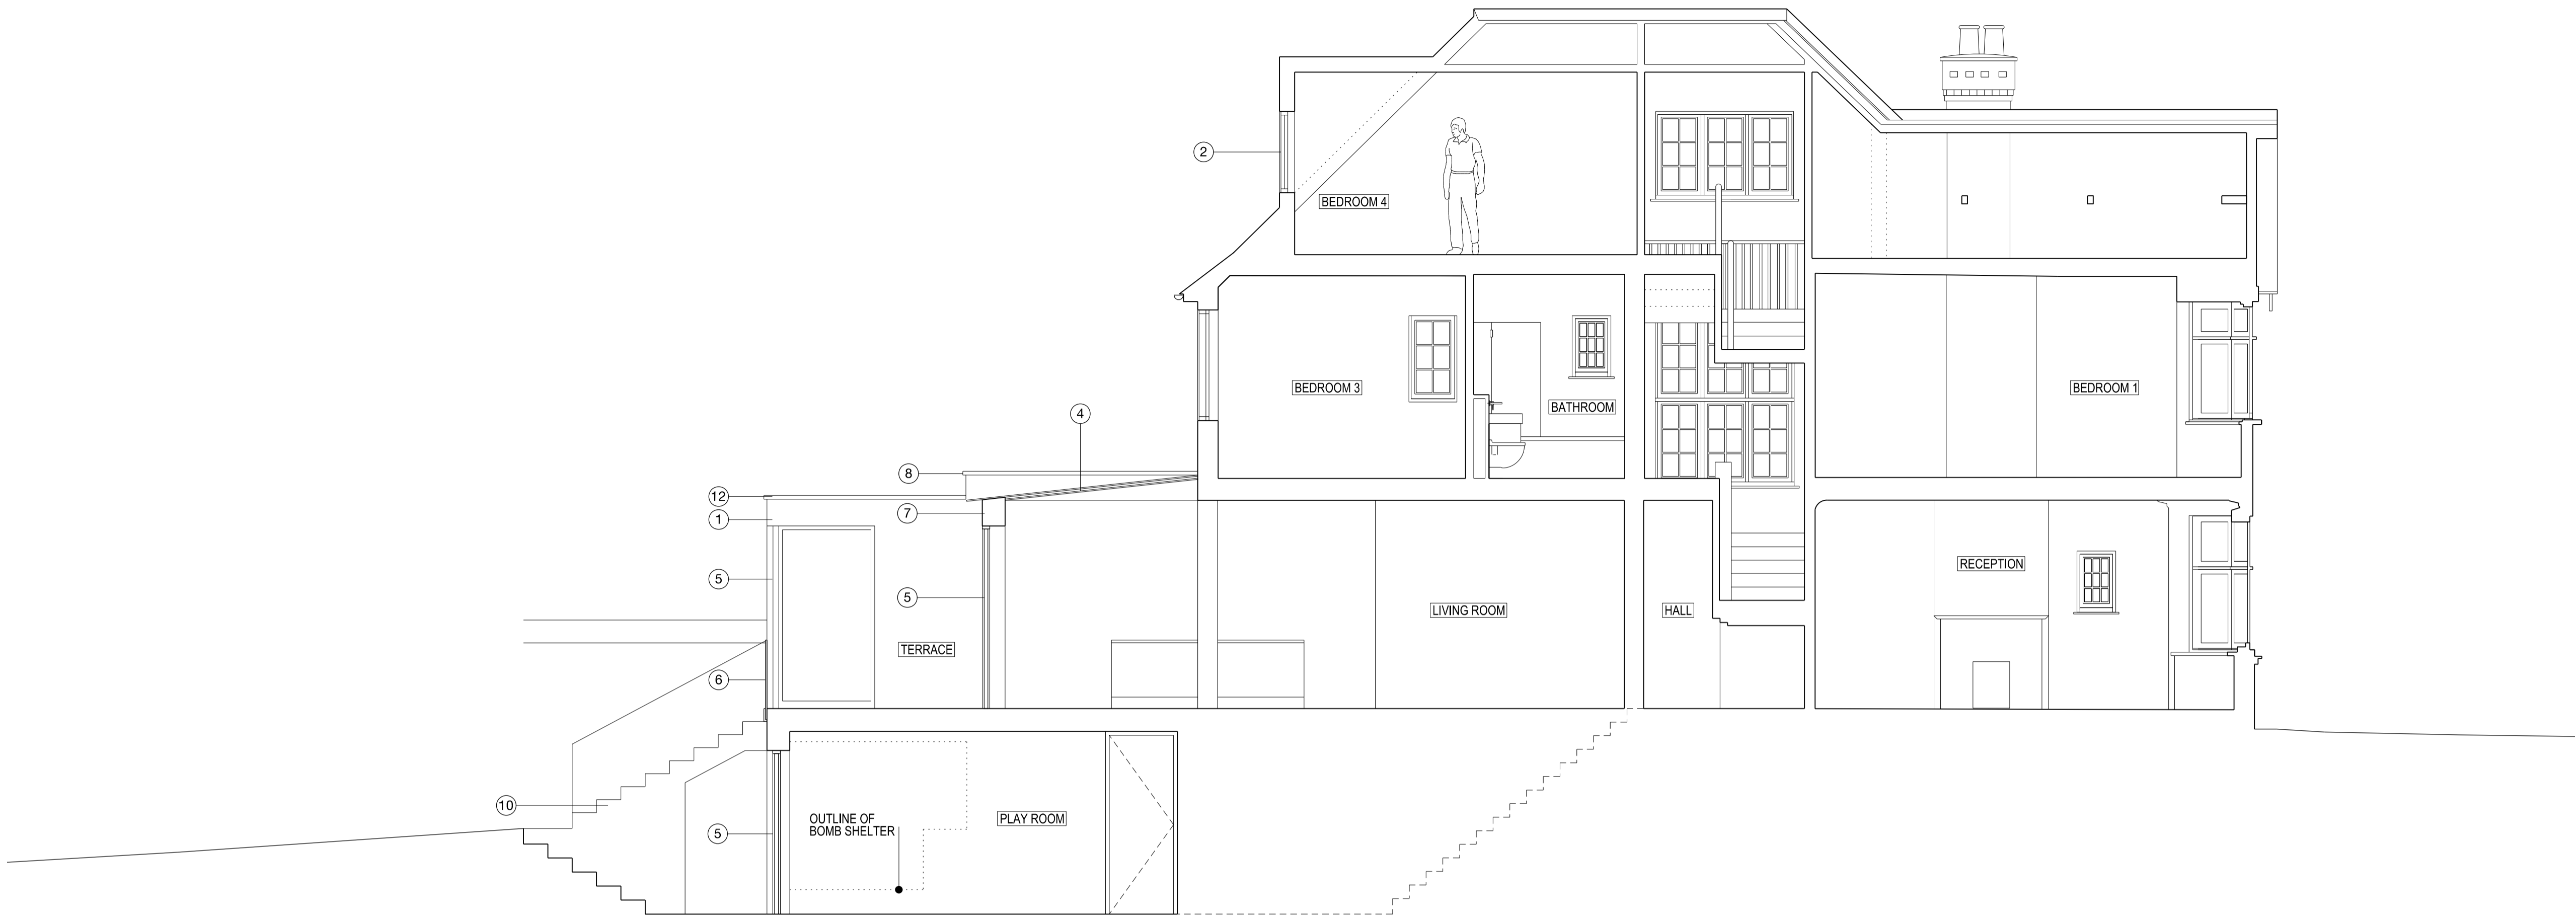 2
BEDROOM 4
BEDROOM 3
BATHROOM
BEDROOM 1
4
8
12
1
7
5
5
RECEPTION
LIVING ROOM
HALL
TERRACE
6
10
5
OUTLINE OF
BOMB SHELTER
PLAY ROOM